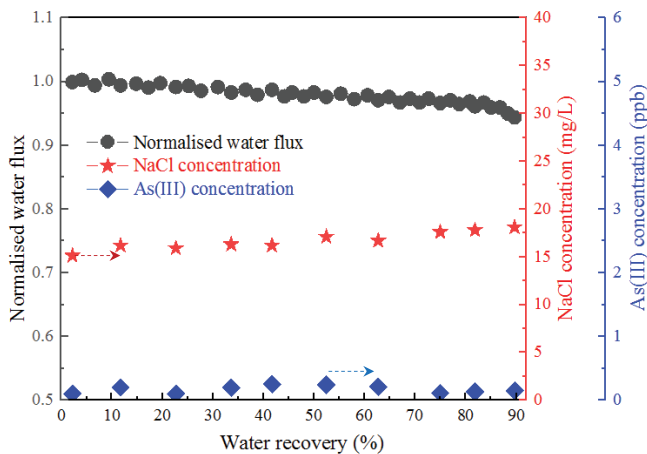 1.1
1.0
0.9
0.8
0.7
0.6
0.5
Normalised water flux
Normalised water flux
NaCl concentration
As(III) concentration
0 10 20 30 40 50 60 70 80 90
Water recovery (%)
40
35
30
25
20
15
10
5
0
NaCl concentration (mg/L)
6
5
4
3
2
1
0
As(III) concentration (ppb)